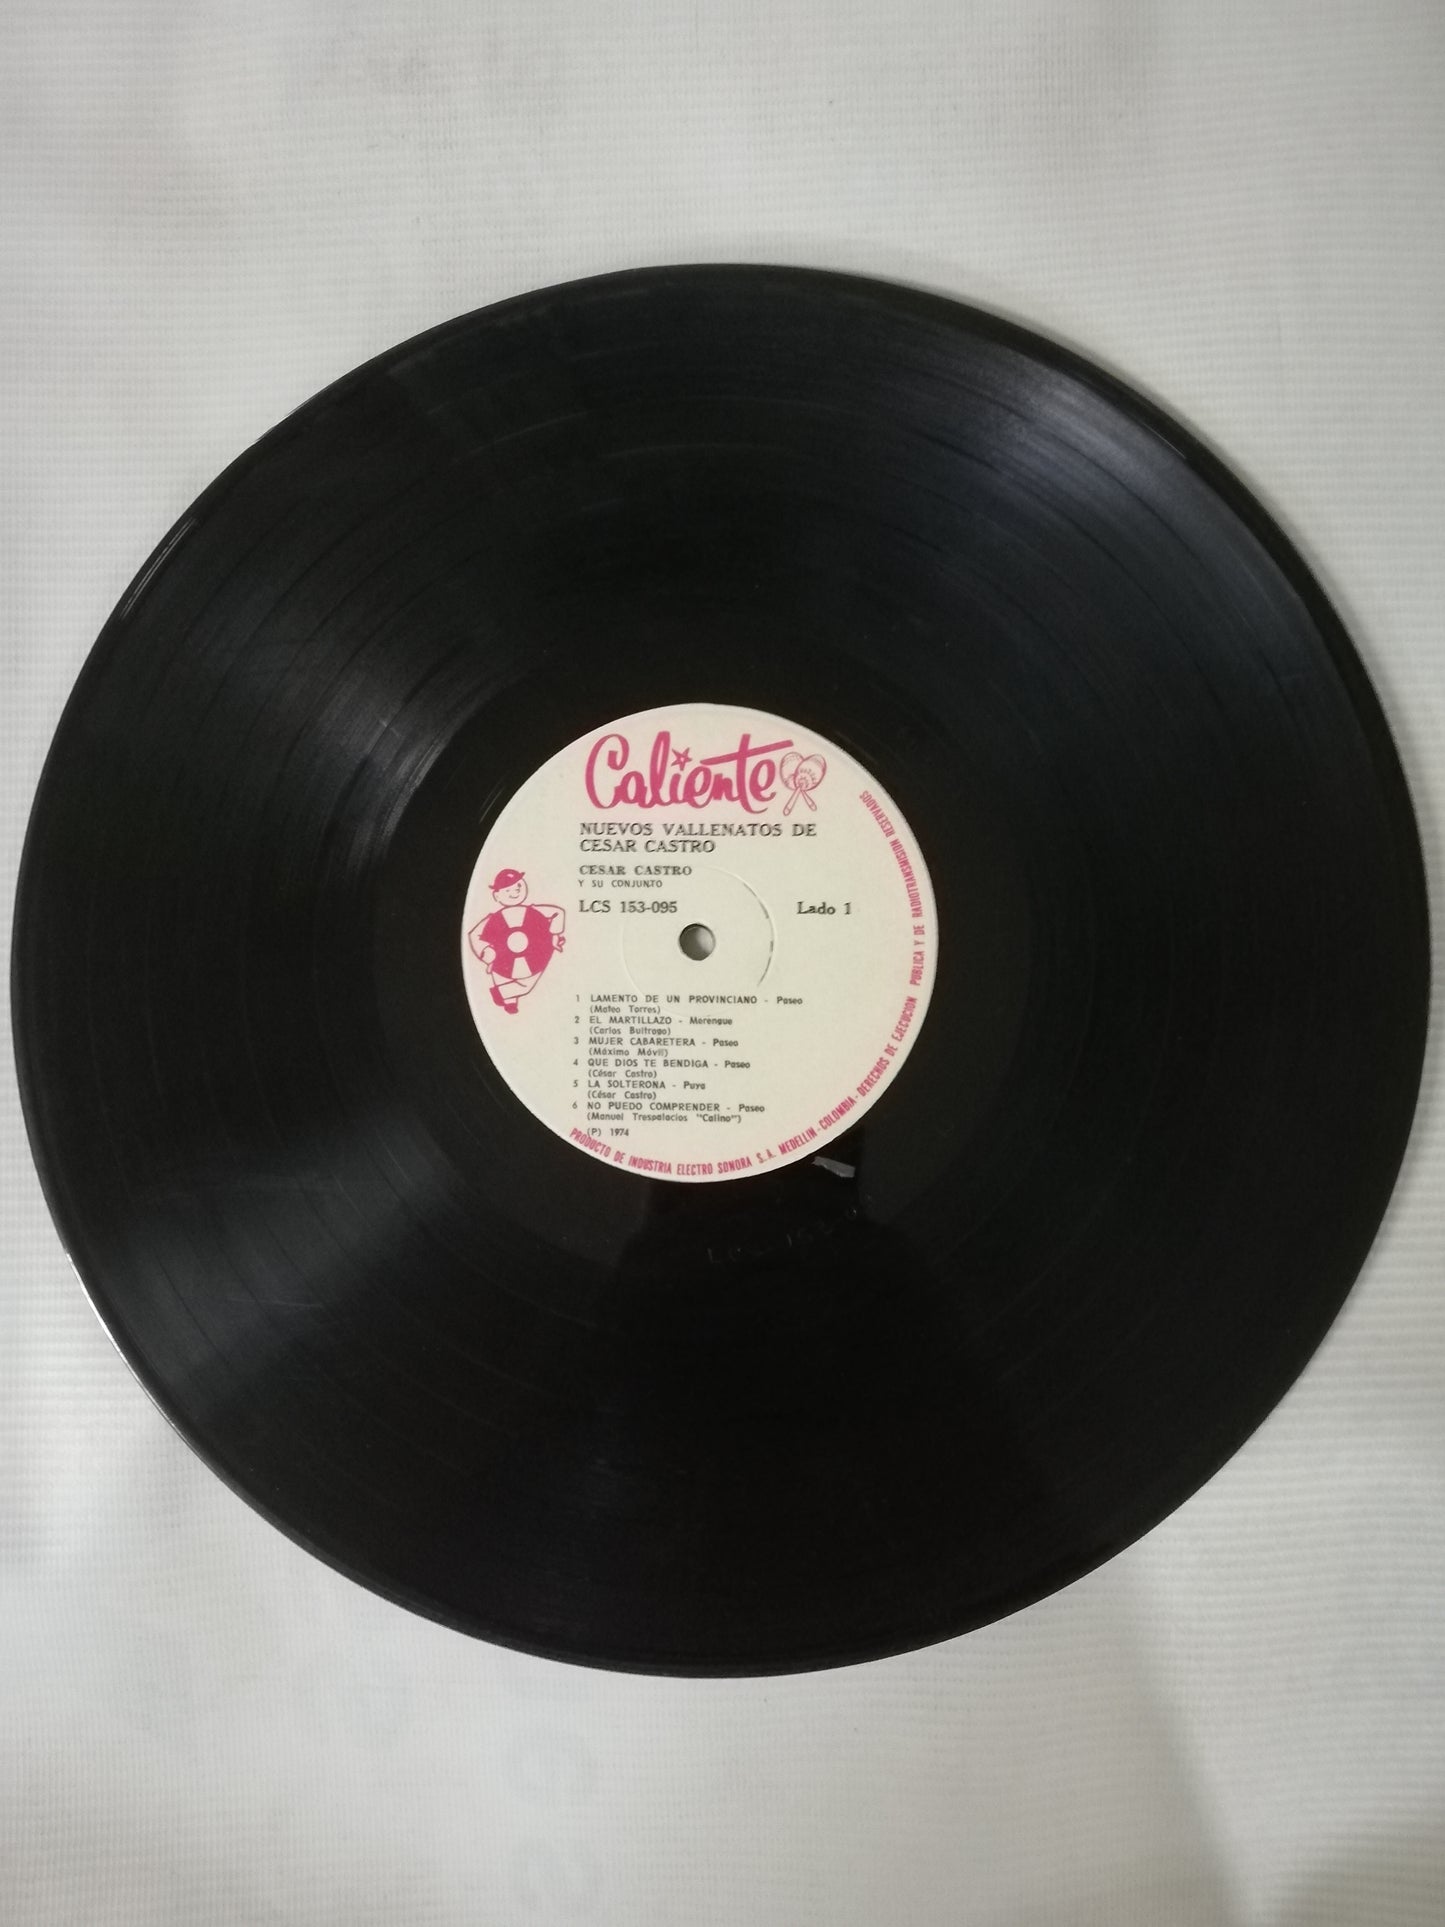 Caliente
NUEVOS VALLENATOS DE
CESAR CASTRO
CESAR CASTRO
Y SU CONJUNTO
LCS 153-095 Lado 1
1 LAMENTO DE UN PROVINCIANO - Paseo
(Mateo Torres)
2 EL MARTILLAZO - Merengue
(Carlos Buitrago)
3 MUJER CABARETERA - Paseo
(Máximo Móvil)
4 QUE DIOS TE BENDIGA - Paseo
(César Castro)
5 LA SOLTERONA - Puya
(César Castro)
6 NO PUEDO COMPRENDER - Paseo
(Manuel Trespalacios "Calino")
(P) 1974
PRODUCTO DE INDUSTRIA ELECTRO SONORA S.A. MEDELLIN-COLOMBIA-DERECHOS DE EJECUCION PUBLICA Y DE RADIOTRANSMISION RESERVADOS